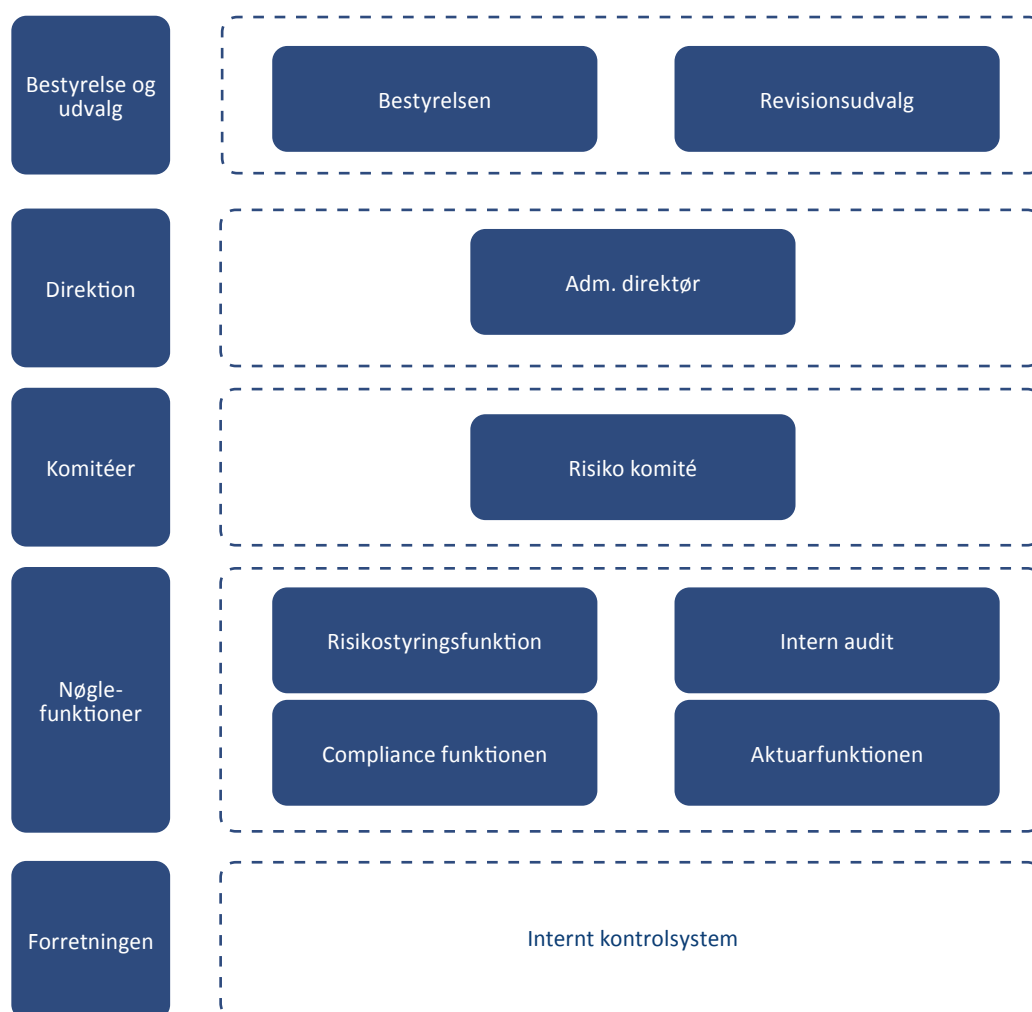 Bestyrelse og
udvalg
Bestyrelsen
Revisionsudvalg
Direktion
Adm. direktør
Komitéer
Risiko komité
Nøgle-
funktioner
Risikostyringsfunktion
Intern audit
Compliance funktionen
Aktuarfunktionen
Forretningen
Internt kontrolsystem